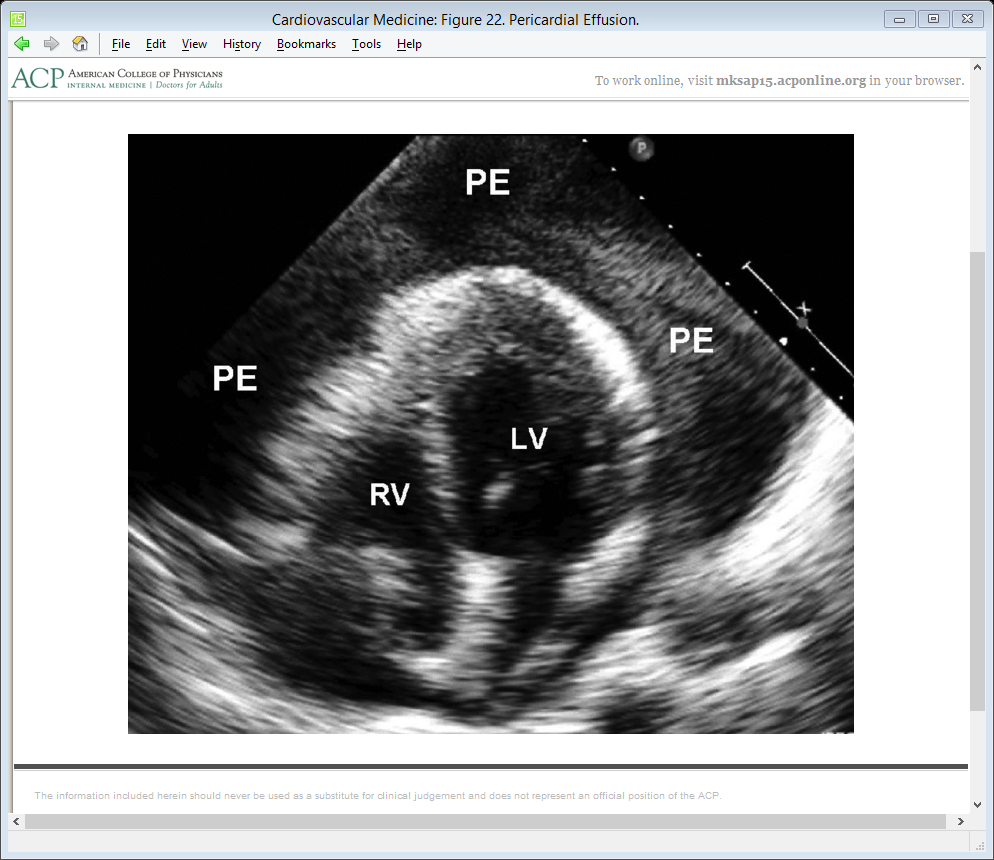 15
Cardiovascular Medicine: Figure 22. Pericardial Effusion.
File Edit View History Bookmarks Tools Help
ACP AMERICAN COLLEGE OF PHYSICIANS
INTERNAL MEDICINE | Doctors for Adults
To work online, visit mksap15.acponline.org in your browser.
P
PE
PE
PE
LV
RV
The information included herein should never be used as a substitute for clinical judgement and does not represent an official position of the ACP.